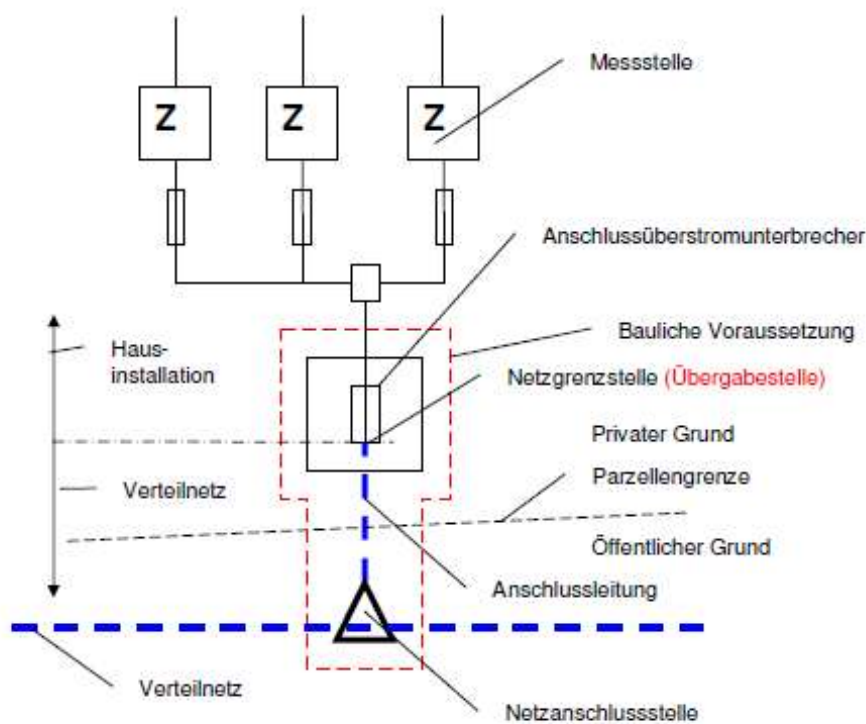 Messstelle
Z Z Z
Anschlussüberstromunterbrecher
Bauliche Voraussetzung
Haus-
installation
Netzgrenzstelle (Übergabestelle)
Privater Grund
Parzellengrenze
Verteilnetz
Öffentlicher Grund
Anschlussleitung
Verteilnetz
Netzanschlussstelle